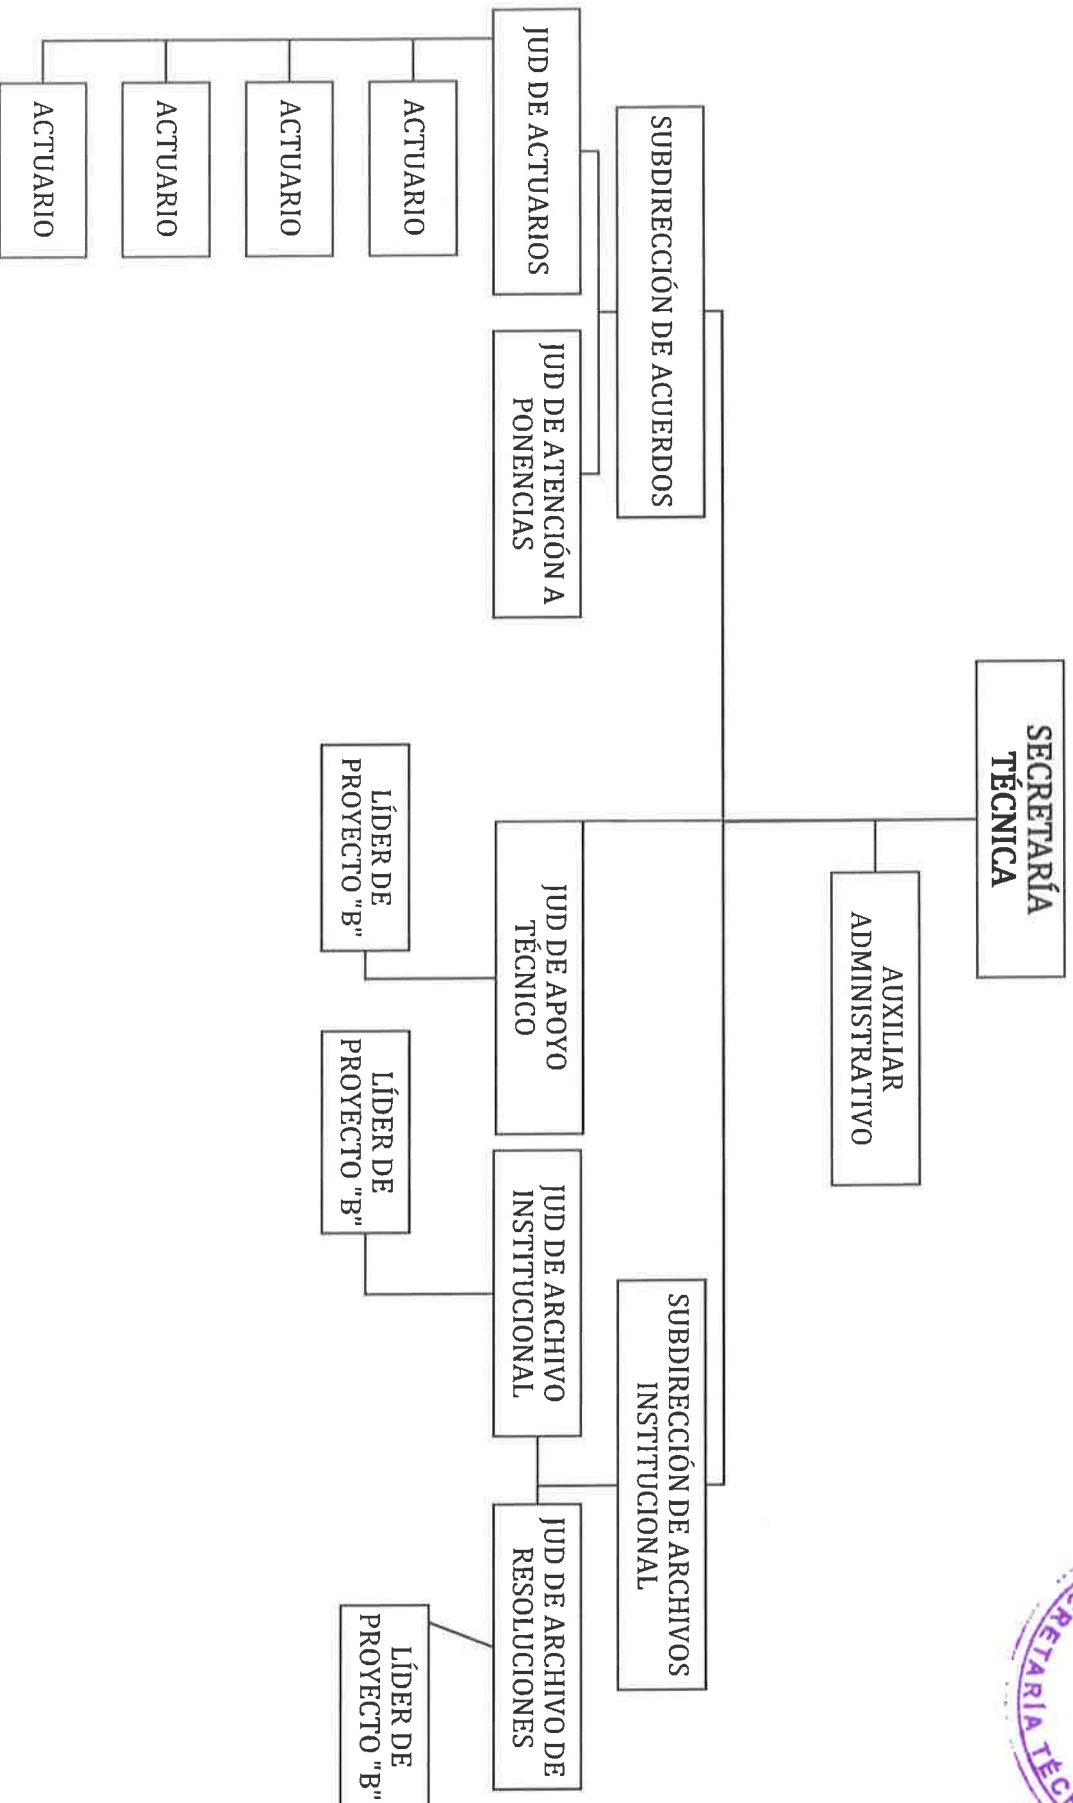 SECRETARÍA
TÉCNICA
AUXILIAR
ADMINISTRATIVO
SUBDIRECCIÓN DE ACUERDOS
SUBDIRECCIÓN DE ARCHIVOS
INSTITUCIONAL
JUD DE ACTUARIOS
JUD DE ATENCIÓN A
PONENCIAS
JUD DE APOYO
TÉCNICO
JUD DE ARCHIVO
INSTITUCIONAL
JUD DE ARCHIVO DE
RESOLUCIONES
ACTUARIO
ACTUARIO
ACTUARIO
ACTUARIO
LÍDER DE
PROYECTO "B"
LÍDER DE
PROYECTO "B"
LÍDER DE
PROYECTO "B"